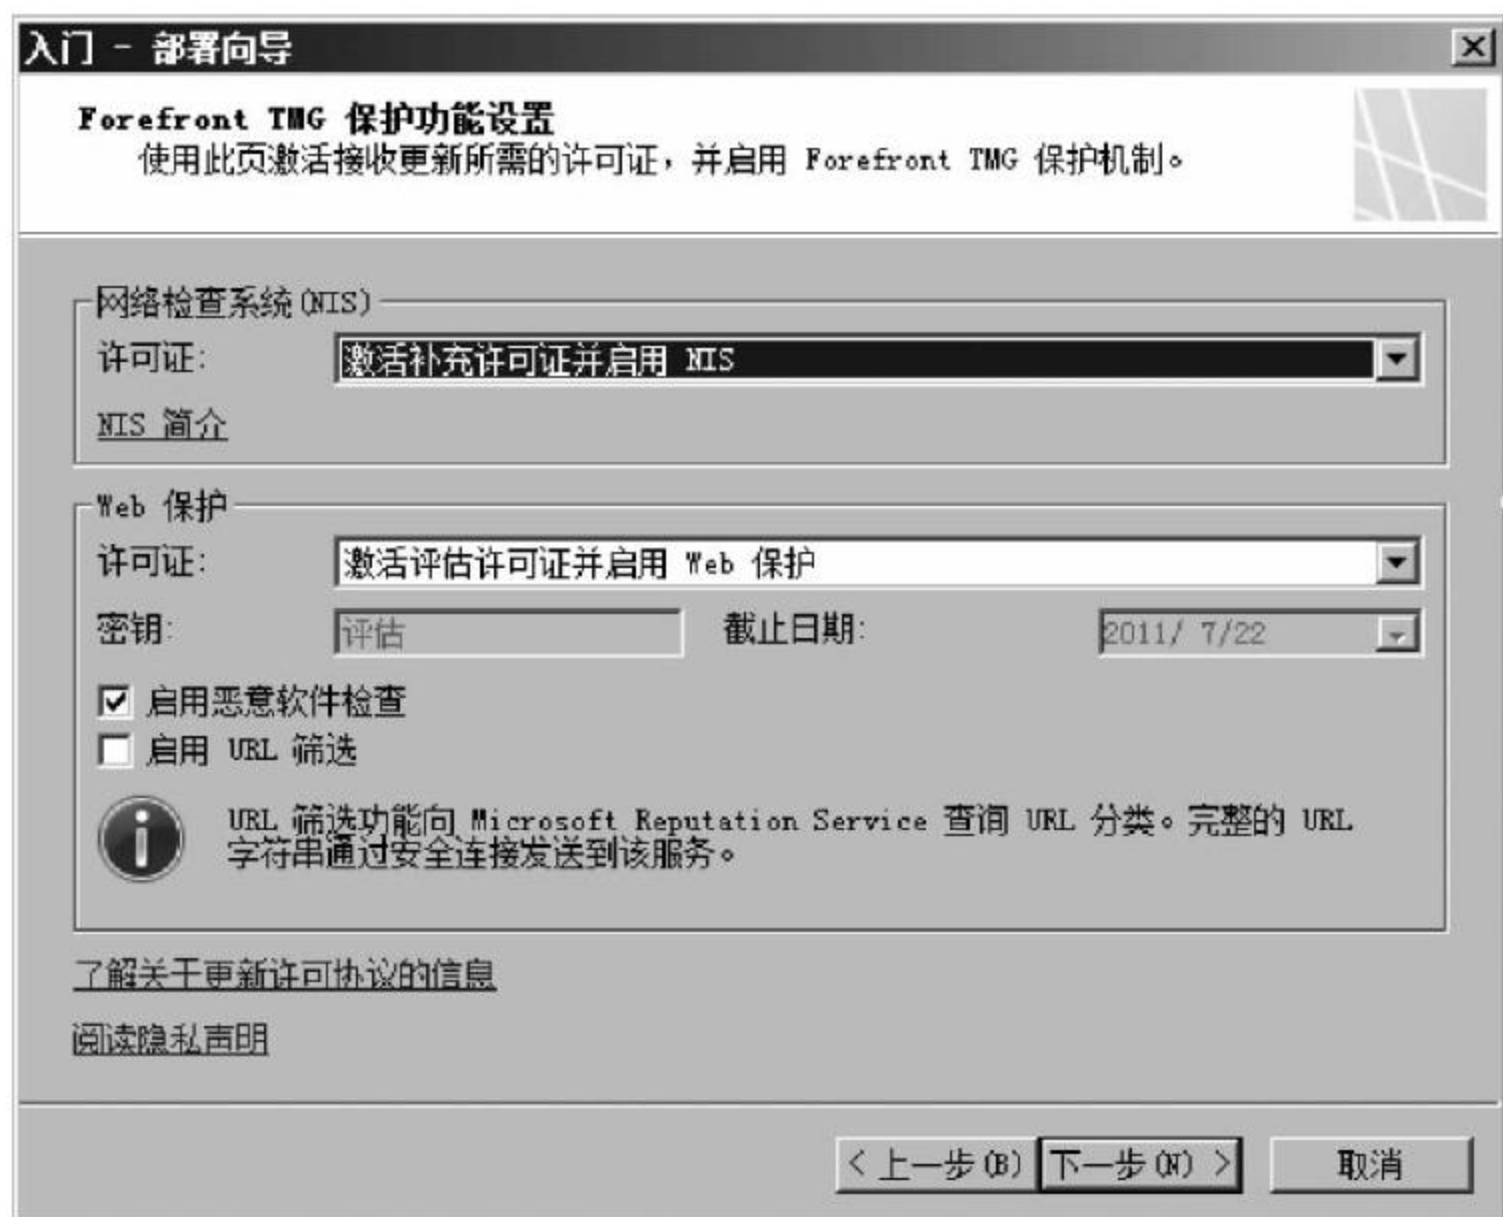 入门 - 部署向导
Forefront TMG 保护功能设置
使用此页激活接收更新所需的许可证，并启用 Forefront TMG 保护机制。
网络检查系统(NIS)
许可证:
激活补充许可证并启用 NIS
NIS 简介
Web 保护
许可证:
激活评估许可证并启用 Web 保护
密钥:
评估
截止日期:
2011/ 7/22
启用恶意软件检查
启用 URL 筛选
URL 筛选功能向 Microsoft Reputation Service 查询 URL 分类。完整的 URL
字符串通过安全连接发送到该服务。
了解关于更新许可协议的信息
阅读隐私声明
< 上一步(B)
下一步(N) >
取消